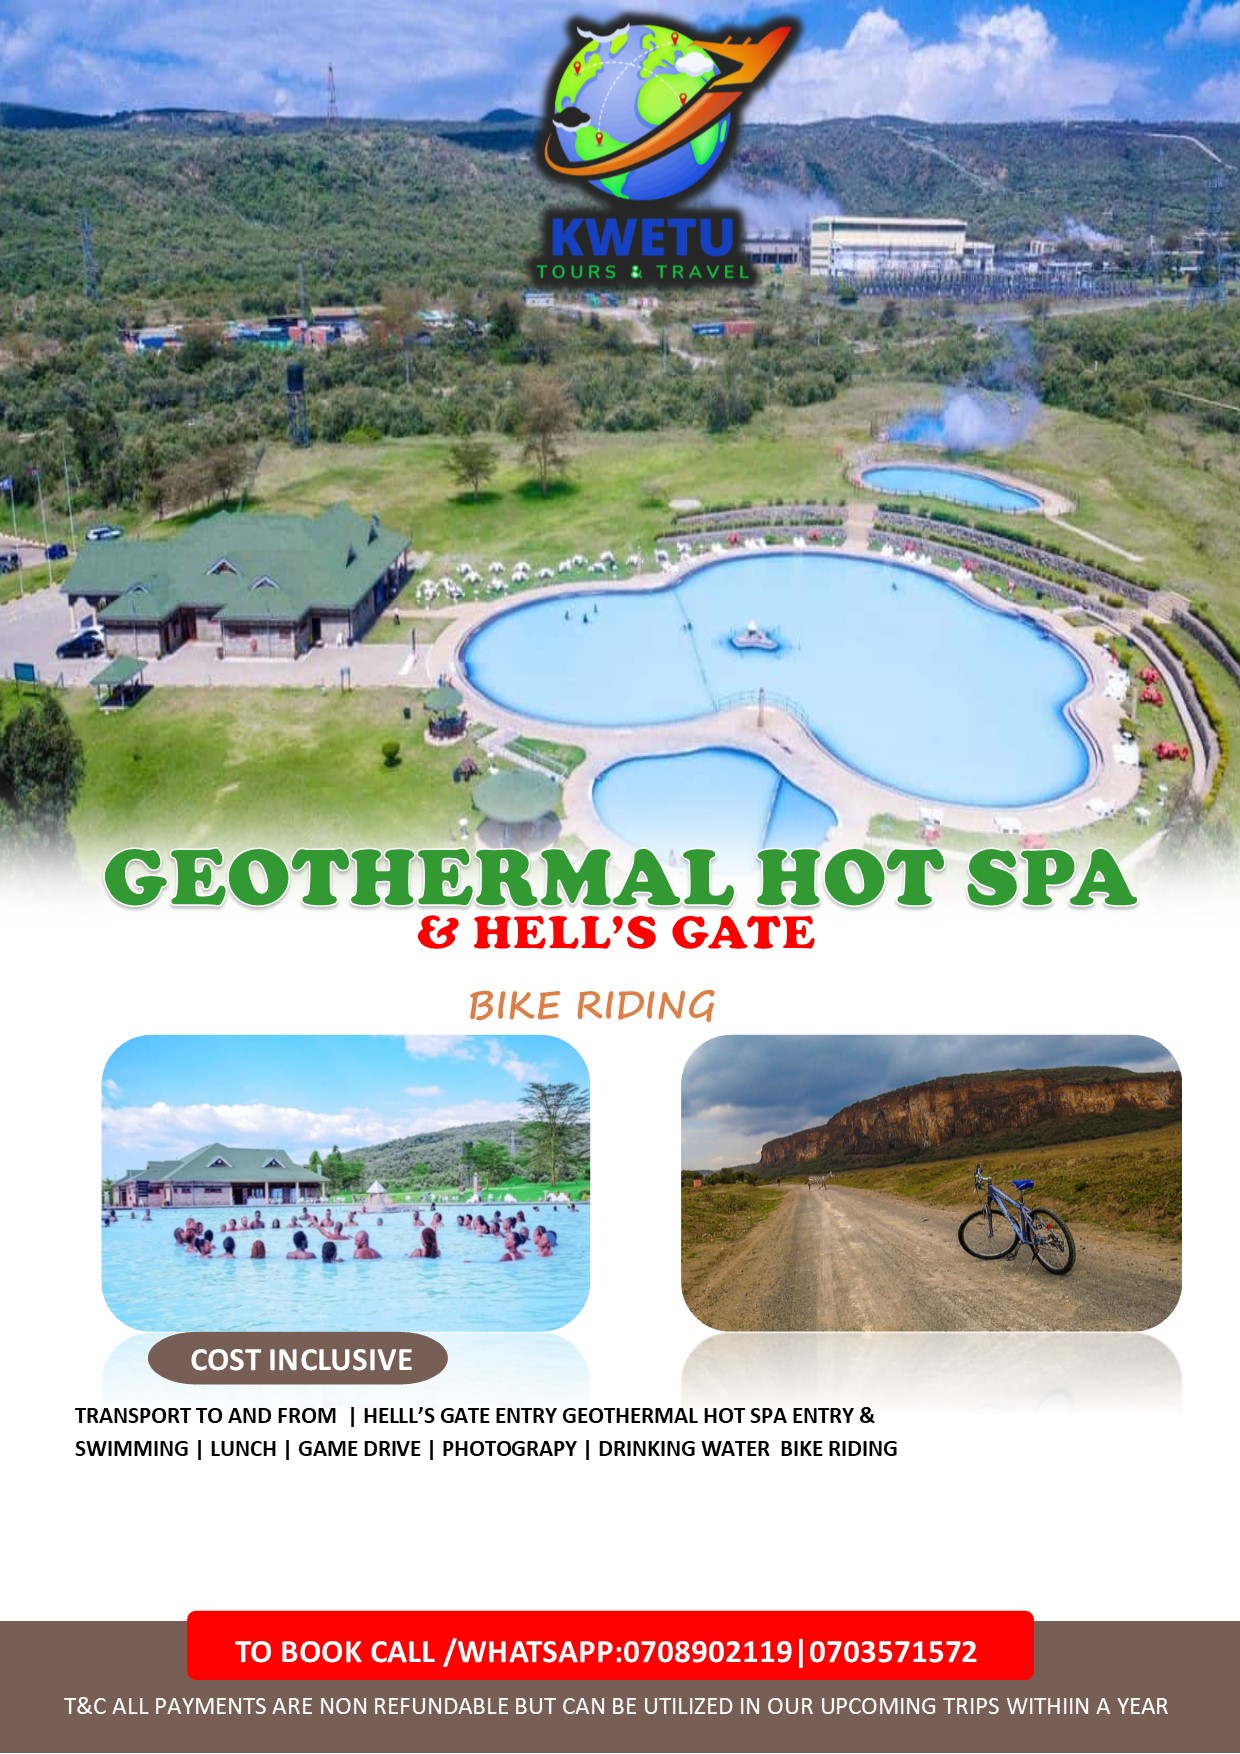 KWETU
TOURS & TRAVEL
GEOTHERMAL HOT SPA
& HELL'S GATE
BIKE RIDING
COST INCLUSIVE
TRANSPORT TO AND FROM | HELLL'S GATE ENTRY GEOTHERMAL HOT SPA ENTRY &
SWIMMING | LUNCH | GAME DRIVE | PHOTOGRAPY | DRINKING WATER BIKE RIDING
TO BOOK CALL /WHATSAPP:0708902119|0703571572
T&C ALL PAYMENTS ARE NON REFUNDABLE BUT CAN BE UTILIZED IN OUR UPCOMING TRIPS WITHIIN A YEAR